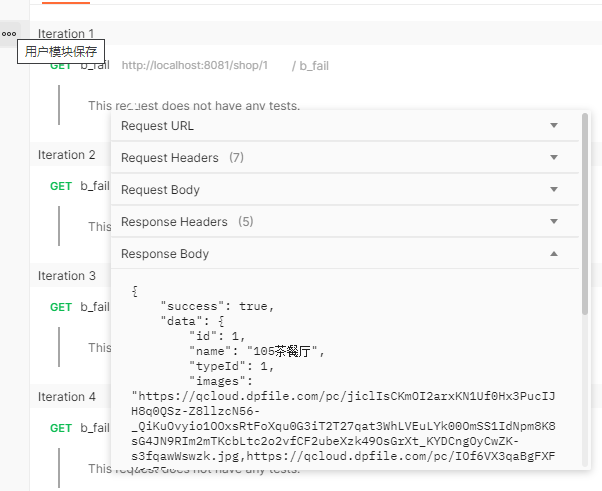 Iteration 1
用户模块保存
GET b_fail http://localhost:8081/shop/1 / b_fail
This request does not have any tests.
Request URL
Request Headers (7)
Iteration 2
GET b_fail
Request Body
This
Response Headers (5)
Response Body
Iteration 3
{
"success": true,
GET b_fail
"data": {
"id": 1,
This
"name": "105茶餐厅",
"typeId": 1,
"images":
Iteration 4
"https://qcloud.dpfile.com/pc/jiclIsCKmOI2arxKN1Uf0Hx3PucIJ
H8q0QSz-Z8llzcN56-
GET b_fail
_QiKuOvyio1OOxsRtFoXqu0G3iT2T27qat3WhLVEuLYk00OmSS1IdNpm8K8
sG4JN9RIm2mTKcbLtc2o2vfCF2ubeXzk49OsGrXt_KYDCngOyCwZK-
s3fqawWswzk.jpg,https://qcloud.dpfile.com/pc/IOf6VX3qaBgFXF
This request does not have any tests.